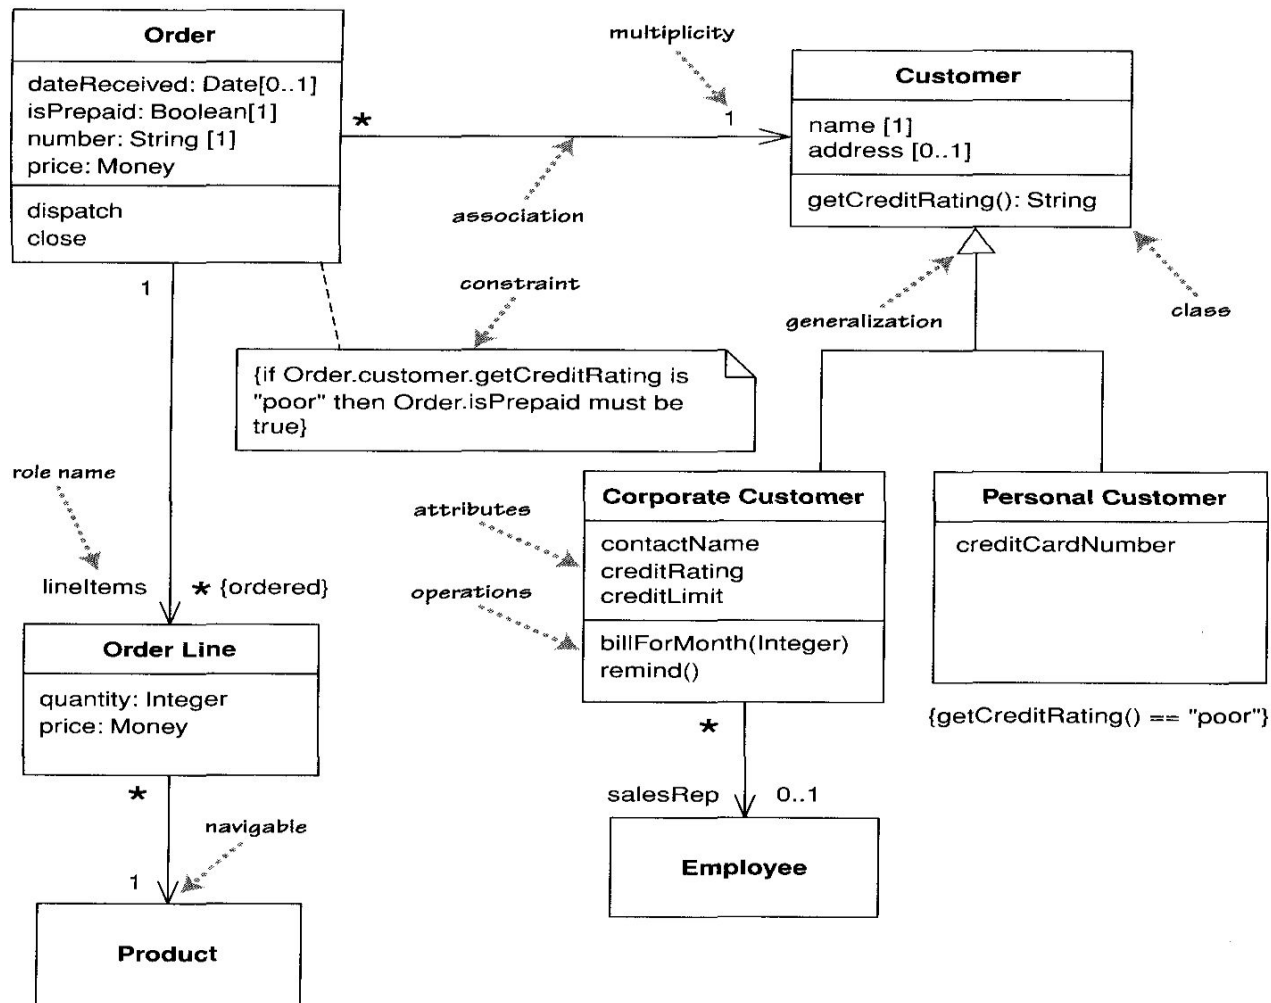 Order
dateReceived: Date[0..1]
isPrepaid: Boolean[1]
number: String [1]
price: Money
dispatch
close
multiplicity
*
1
association
Customer
name [1]
address [0..1]
getCreditRating(): String
1
constraint
generalization
class
{if Order.customer.getCreditRating is
"poor" then Order.isPrepaid must be
true}
role name
lineItems
* {ordered}
Order Line
quantity: Integer
price: Money
*
navigable
1
Product
attributes
operations
Corporate Customer
contactName
creditRating
creditLimit
billForMonth(Integer)
remind()
Personal Customer
creditCardNumber
{getCreditRating() == "poor"}
*
salesRep
0..1
Employee